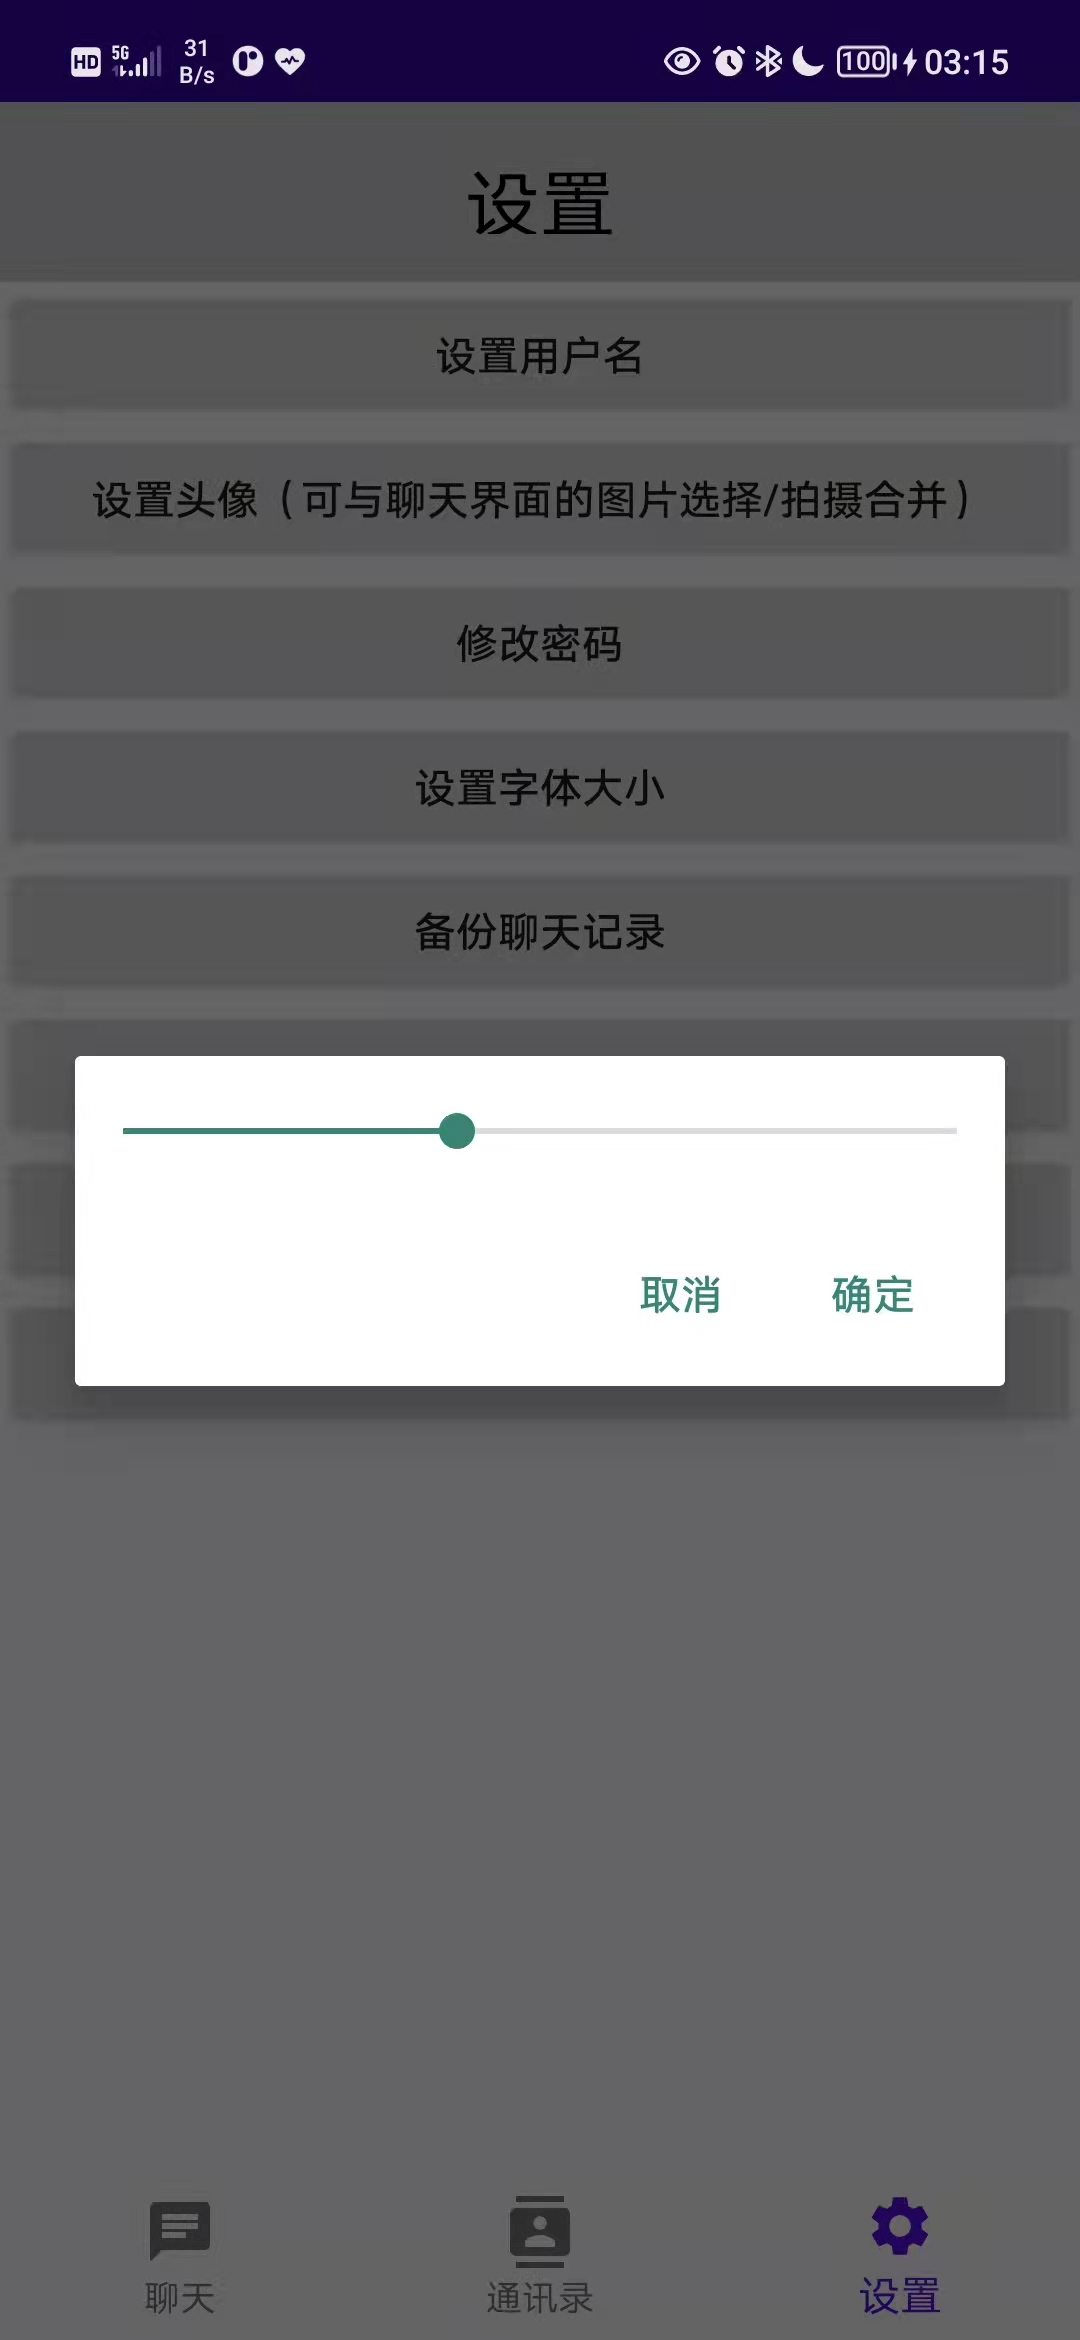 HD 5G 31 B/s 100 03:15
设置
设置用户名
设置头像（可与聊天界面的图片选择/拍摄合并）
修改密码
设置字体大小
备份聊天记录
取消 确定
聊天 通讯录 设置